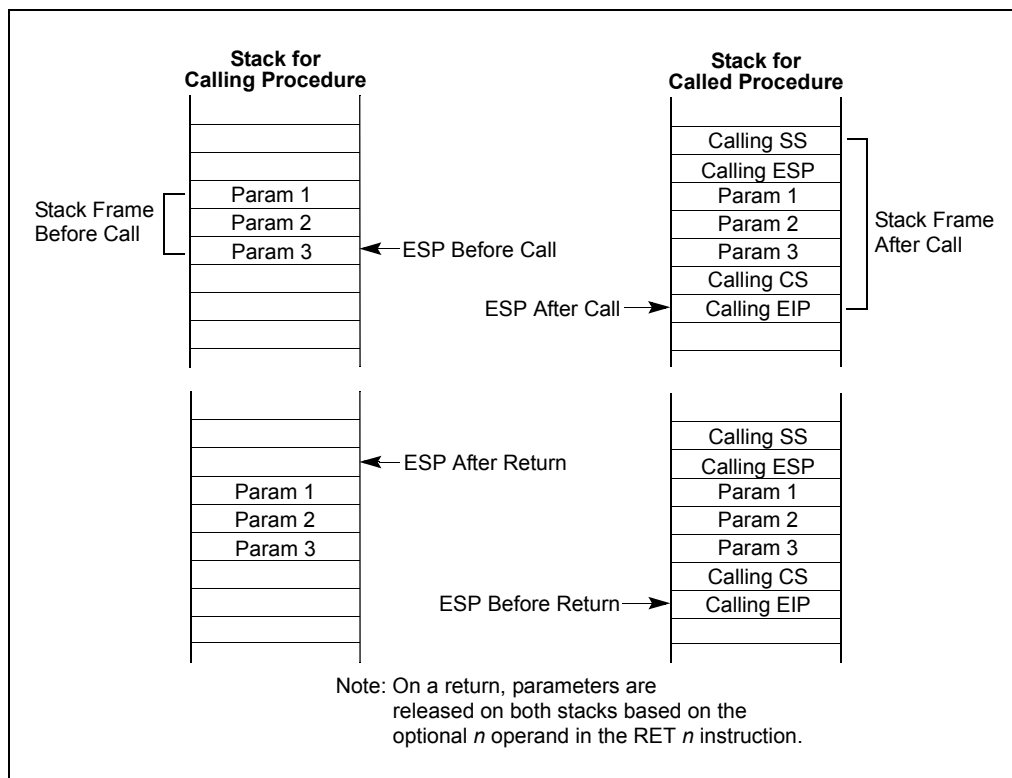 Stack for
Calling Procedure
Stack for
Called Procedure
Stack Frame
Before Call
Param 1
Param 2
Param 3
ESP Before Call
ESP After Call
Calling SS
Calling ESP
Param 1
Param 2
Param 3
Calling CS
Calling EIP
Stack Frame
After Call
ESP After Return
Param 1
Param 2
Param 3
ESP Before Return
Calling SS
Calling ESP
Param 1
Param 2
Param 3
Calling CS
Calling EIP
Note: On a return, parameters are
released on both stacks based on the
optional n operand in the RET n instruction.